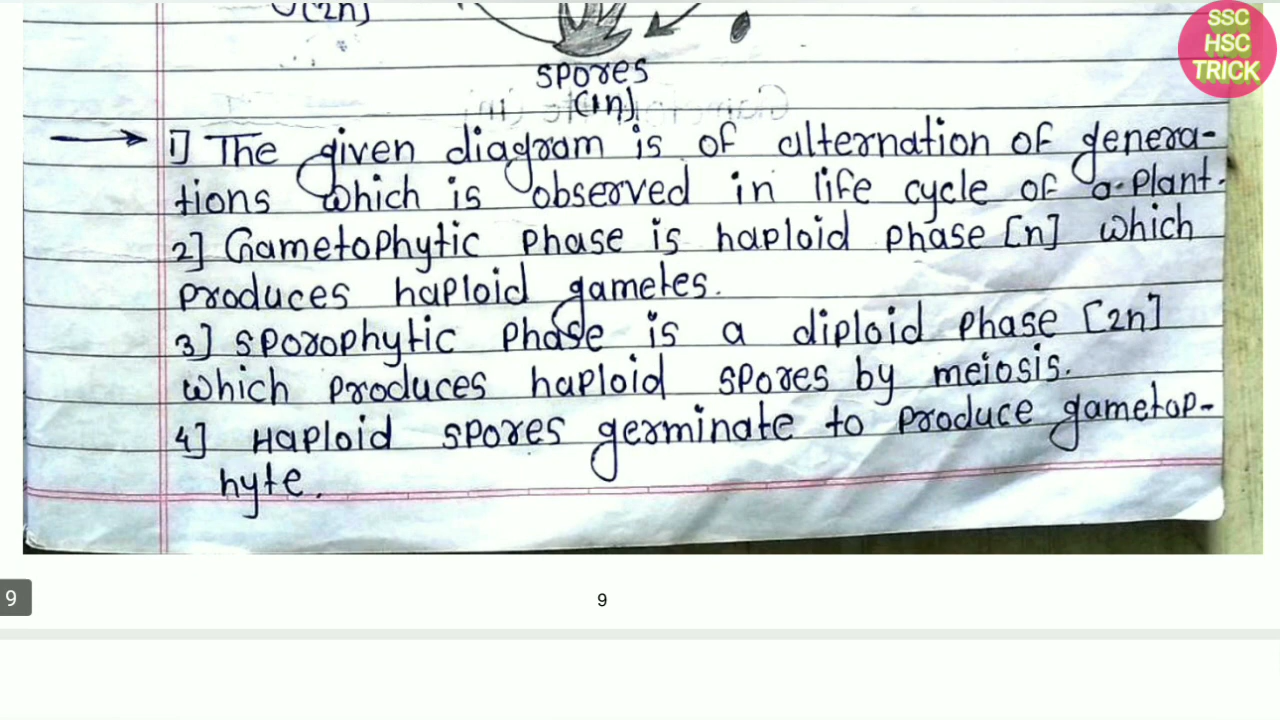 (2n)
SSC
HSC
TRICK
spores
(1n)
1] The given diagram is of alternation of genera-
tions which is observed in life cycle of a plant.
2] Gametophytic phase is haploid phase [n] which
produces haploid gametes.
3] Sporophytic phase is a diploid phase [2n]
which produces haploid spores by meiosis.
4] Haploid spores germinate to produce gametop-
hyte.
9
9